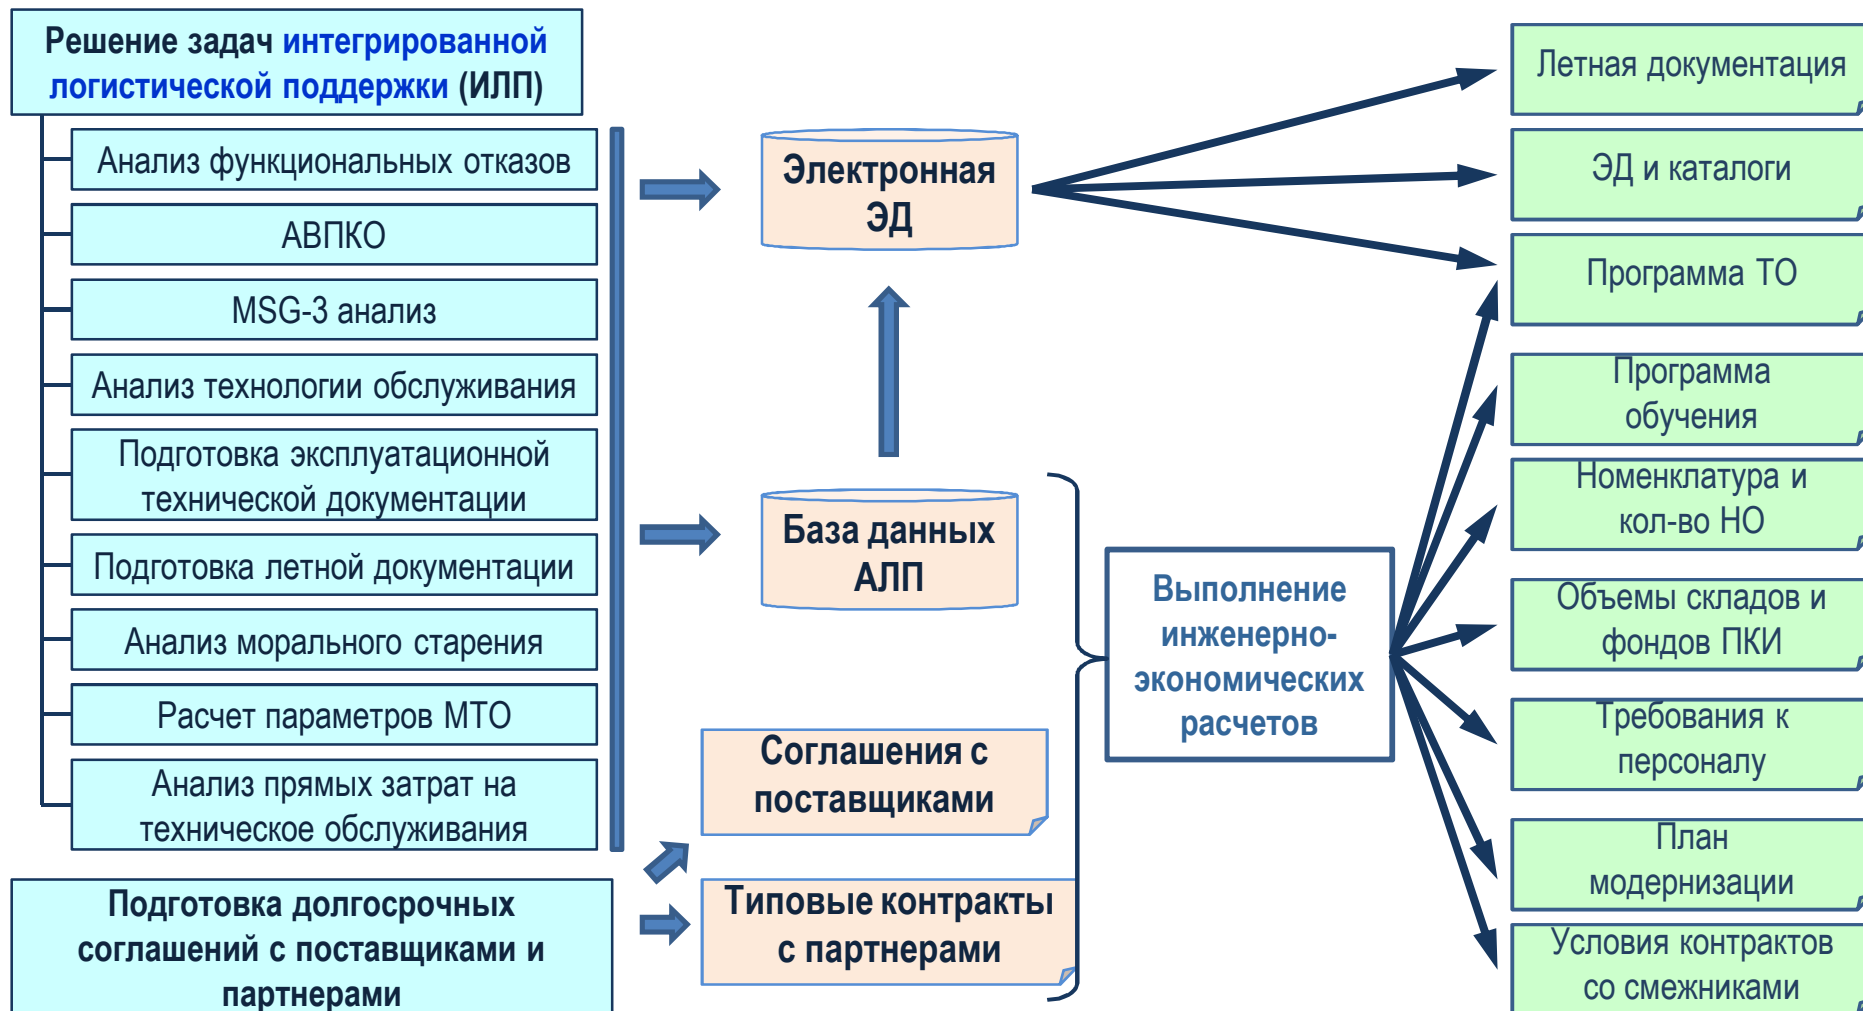 Решение задач интегрированной
логистической поддержки (ИЛП)
Анализ функциональных отказов
АВПКО
MSG-3 анализ
Анализ технологии обслуживания
Подготовка эксплуатационной
технической документации
Подготовка летной документации
Анализ морального старения
Расчет параметров МТО
Анализ прямых затрат на
техническое обслуживания
Подготовка долгосрочных
соглашений с поставщиками и
партнерами
Электронная
ЭД
База данных
АЛП
Соглашения с
поставщиками
Типовые контракты
с партнерами
Выполнение
инженерно-
экономических
расчетов
Летная документация
ЭД и каталоги
Программа ТО
Программа
обучения
Номенклатура и
кол-во НО
Объемы складов и
фондов ПКИ
Требования к
персоналу
План
модернизации
Условия контрактов
со смежниками